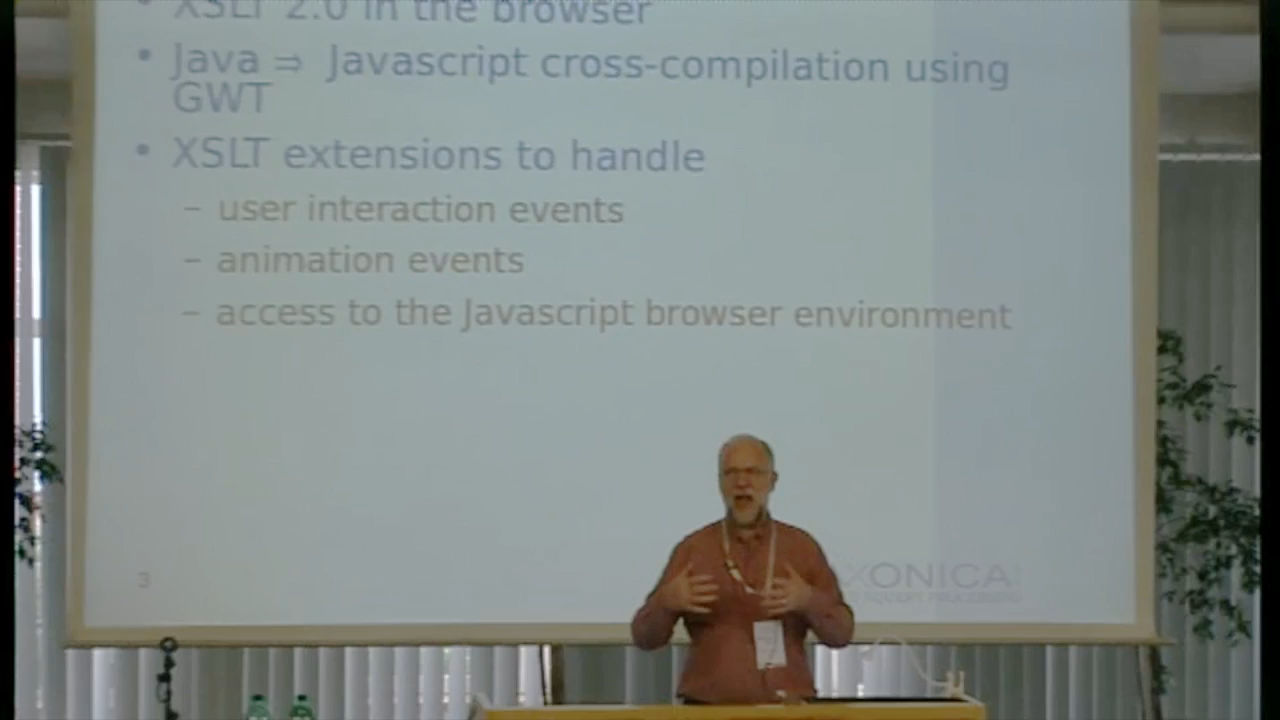 • XSLT 2.0 in the browser
• Java ⇒ Javascript cross-compilation using
GWT
• XSLT extensions to handle
– user interaction events
– animation events
– access to the Javascript browser environment
3
XONICA